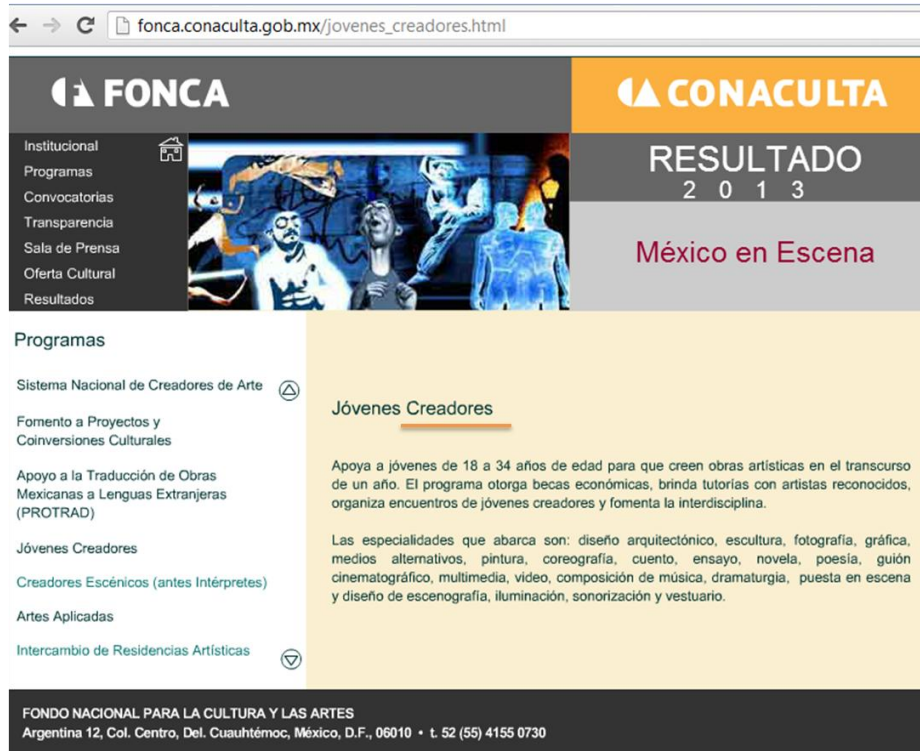 fonca.conaculta.gob.mx/jovenes_creadores.html
FONCA
CONACULTA
Institucional
Programas
Convocatorias
Transparencia
Sala de Prensa
Oferta Cultural
Resultados
RESULTADO
2013
México en Escena
Programas
Sistema Nacional de Creadores de Arte
Fomento a Proyectos y
Coinversiones Culturales
Apoyo a la Traducción de Obras
Mexicanas a Lenguas Extranjeras
(PROTRAD)
Jóvenes Creadores
Creadores Escénicos (antes Intérpretes)
Artes Aplicadas
Intercambio de Residencias Artísticas
Jóvenes Creadores
Apoya a jóvenes de 18 a 34 años de edad para que creen obras artísticas en el transcurso
de un año. El programa otorga becas económicas, brinda tutorías con artistas reconocidos,
organiza encuentros de jóvenes creadores y fomenta la interdisciplina.
Las especialidades que abarca son: diseño arquitectónico, escultura, fotografía, gráfica,
medios alternativos, pintura, coreografía, cuento, ensayo, novela, poesía, guión
cinematográfico, multimedia, video, composición de música, dramaturgia, puesta en escena
y diseño de escenografía, iluminación, sonorización y vestuario.
FONDO NACIONAL PARA LA CULTURA Y LAS ARTES
Argentina 12, Col. Centro, Del. Cuauhtémoc, México, D.F., 06010 • t. 52 (55) 4155 0730